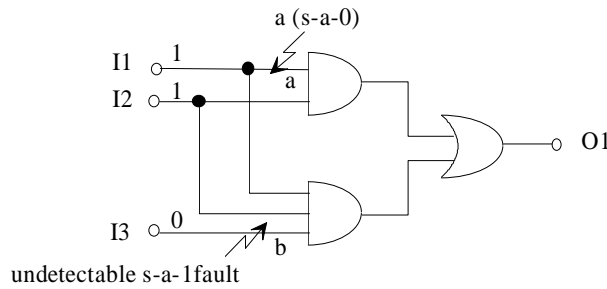 a (s-a-0)
I1 1
a
I2 1
O1
I3 0
b
undetectable s-a-1fault